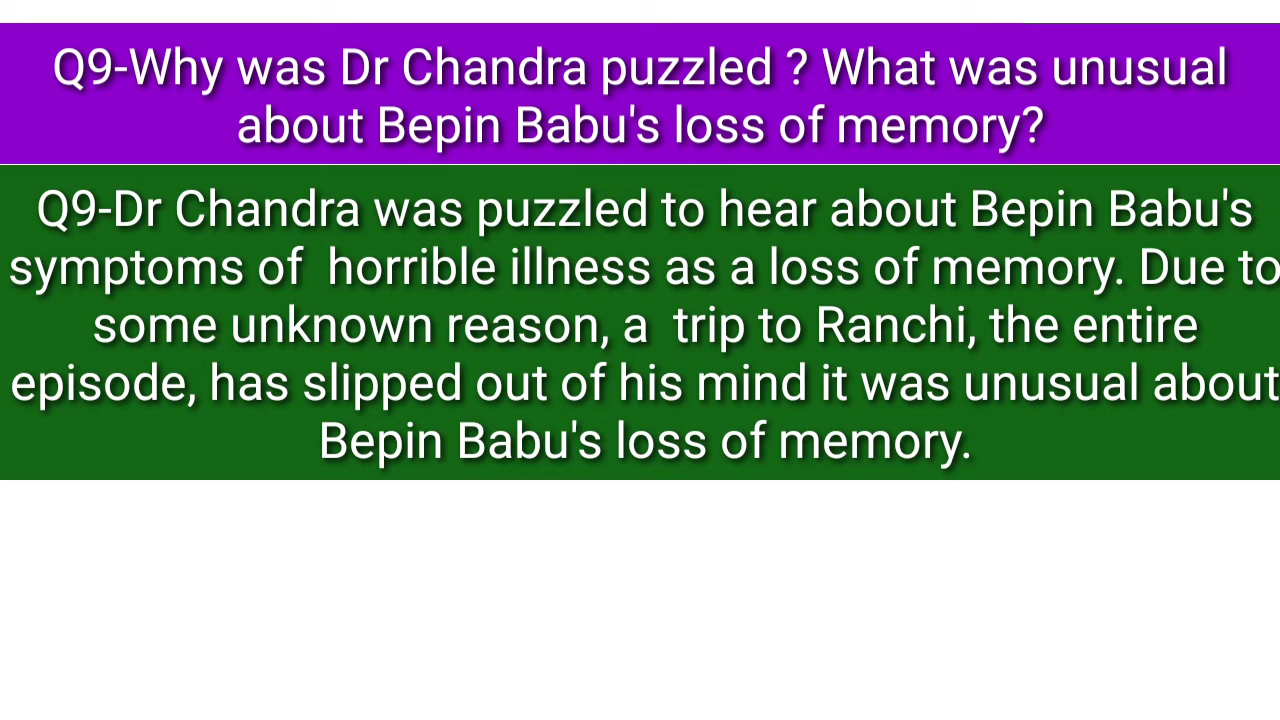 Q9-Why was Dr Chandra puzzled ? What was unusual
about Bepin Babu's loss of memory?
Q9-Dr Chandra was puzzled to hear about Bepin Babu's
symptoms of  horrible illness as a loss of memory. Due to
some unknown reason, a  trip to Ranchi, the entire
episode, has slipped out of his mind it was unusual about
Bepin Babu's loss of memory.